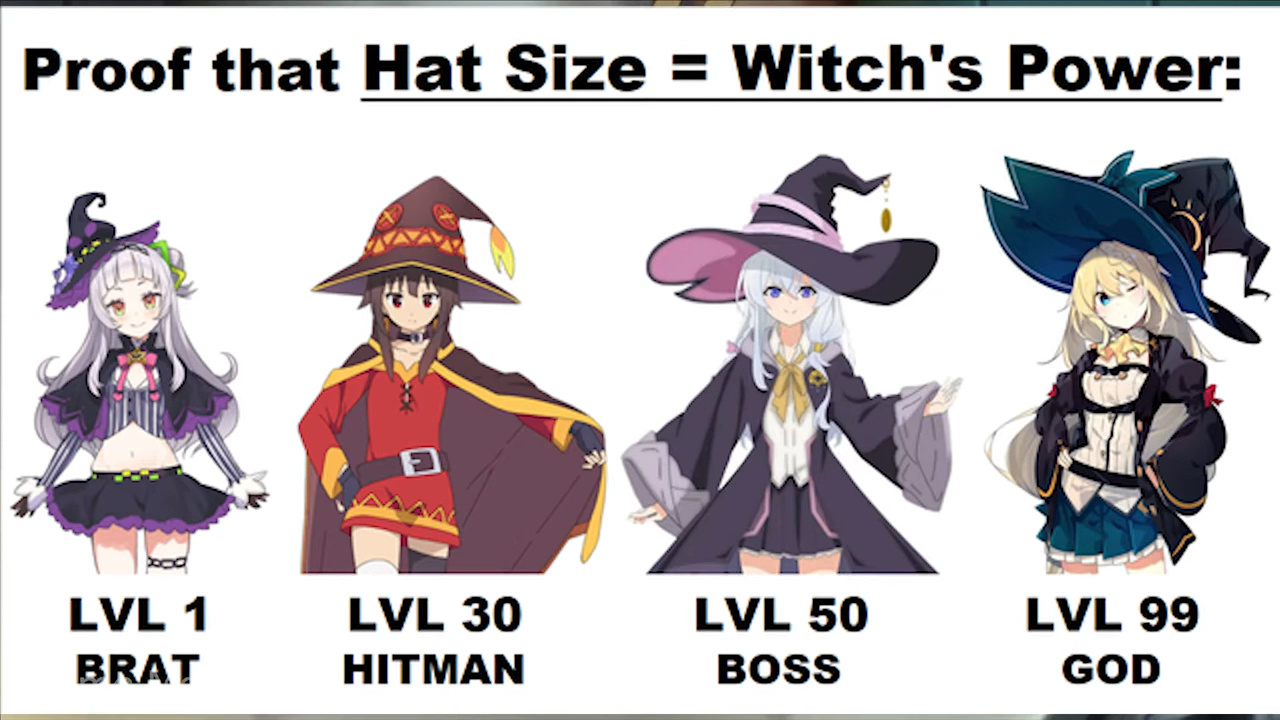 Proof that Hat Size = Witch's Power:
LVL 1 LVL 30 LVL 50 LVL 99
BRAT HITMAN BOSS GOD